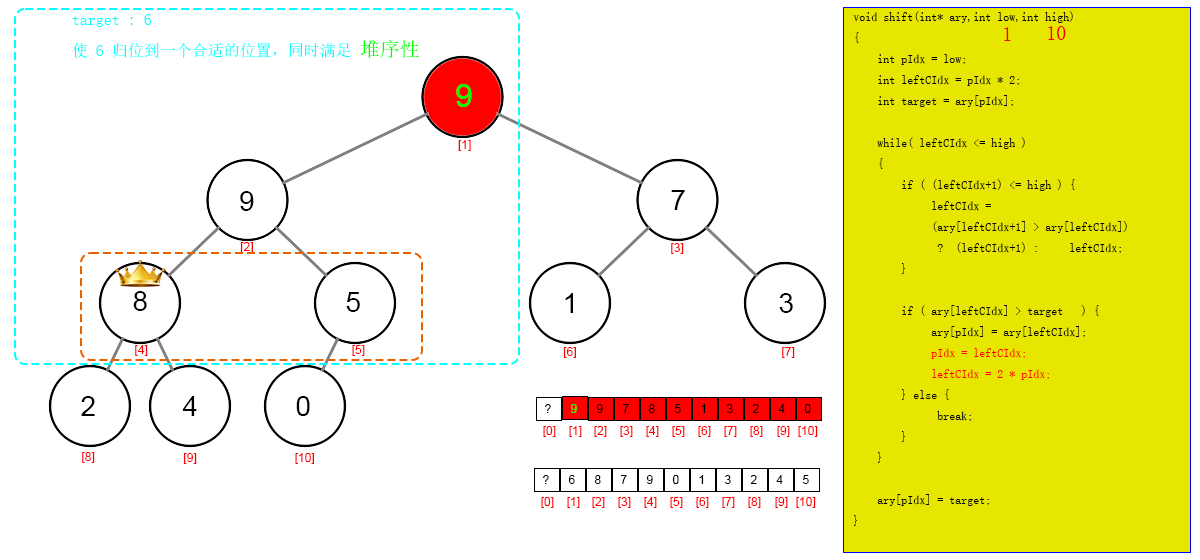 target : 6
使 6 归位到一个合适的位置，同时满足 堆序性
9
[1]
9
[2]
7
[3]
8
[4]
5
[5]
1
[6]
3
[7]
2
[8]
4
[9]
0
[10]
? 9 9 7 8 5 1 3 2 4 0
[0] [1] [2] [3] [4] [5] [6] [7] [8] [9] [10]
? 6 8 7 9 0 1 3 2 4 5
[0] [1] [2] [3] [4] [5] [6] [7] [8] [9] [10]
void shift(int* ary,int low,int high)
{ 1 10
int pIdx = low;
int leftCIdx = pIdx * 2;
int target = ary[pIdx];
while( leftCIdx <= high )
{
if ( (leftCIdx+1) <= high ) {
leftCIdx =
(ary[leftCIdx+1] > ary[leftCIdx])
? (leftCIdx+1) : leftCIdx;
}
if ( ary[leftCIdx] > target ) {
ary[pIdx] = ary[leftCIdx];
pIdx = leftCIdx;
leftCIdx = 2 * pIdx;
} else {
break;
}
}
ary[pIdx] = target;
}